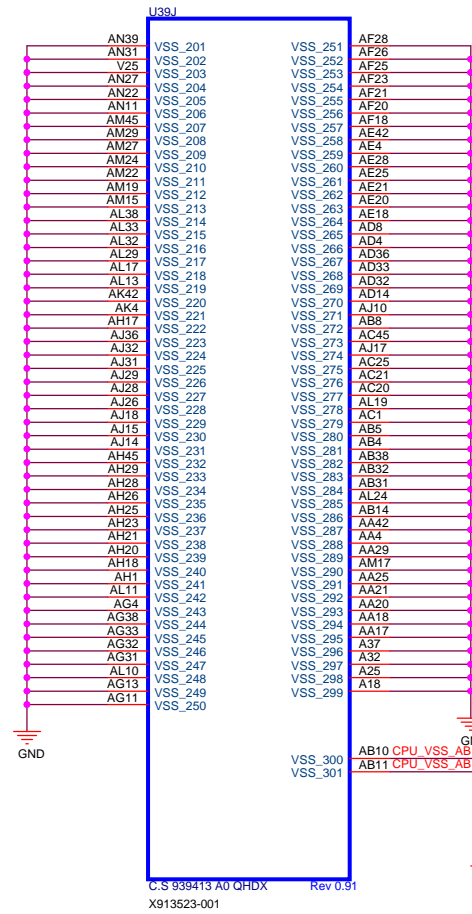 U39J
AN39 VSS_201 VSS_251 AF28
AN31 VSS_202 VSS_252 AF26
V25 VSS_203 VSS_253 AF25
AN27 VSS_204 VSS_254 AF23
AN22 VSS_205 VSS_255 AF21
AN11 VSS_206 VSS_256 AF20
AM45 VSS_207 VSS_257 AF18
AM29 VSS_208 VSS_258 AE42
AM27 VSS_209 VSS_259 AE4
AM24 VSS_210 VSS_260 AE28
AM22 VSS_211 VSS_261 AE25
AM19 VSS_212 VSS_262 AE21
AM15 VSS_213 VSS_263 AE20
AL38 VSS_214 VSS_264 AE18
AL33 VSS_215 VSS_265 AD8
AL32 VSS_216 VSS_266 AD4
AL29 VSS_217 VSS_267 AD36
AL17 VSS_218 VSS_268 AD33
AL13 VSS_219 VSS_269 AD32
AK42 VSS_220 VSS_270 AD14
AK4 VSS_221 VSS_271 AJ10
AH17 VSS_222 VSS_272 AB8
AJ36 VSS_223 VSS_273 AC45
AJ32 VSS_224 VSS_274 AJ17
AJ31 VSS_225 VSS_275 AC25
AJ29 VSS_226 VSS_276 AC21
AJ28 VSS_227 VSS_277 AC20
AJ26 VSS_228 VSS_278 AL19
AJ18 VSS_229 VSS_279 AC1
AJ15 VSS_230 VSS_280 AB5
AJ14 VSS_231 VSS_281 AB4
AH45 VSS_232 VSS_282 AB38
AH29 VSS_233 VSS_283 AB32
AH28 VSS_234 VSS_284 AB31
AH26 VSS_235 VSS_285 AL24
AH25 VSS_236 VSS_286 AB14
AH23 VSS_237 VSS_287 AA42
AH21 VSS_238 VSS_288 AA4
AH20 VSS_239 VSS_289 AA29
AH18 VSS_240 VSS_290 AM17
AH1 VSS_241 VSS_291 AA25
AL11 VSS_242 VSS_292 AA21
AG4 VSS_243 VSS_293 AA20
AG38 VSS_244 VSS_294 AA18
AG33 VSS_245 VSS_295 AA17
AG32 VSS_246 VSS_296 A37
AG31 VSS_247 VSS_297 A32
AL10 VSS_248 VSS_298 A25
AG13 VSS_249 VSS_299 A18
AG11 VSS_250
GND
VSS_300 AB10 CPU_VSS_AB
VSS_301 AB11 CPU_VSS_AB
C.S 939413 A0 QHDX Rev 0.91
X913523-001